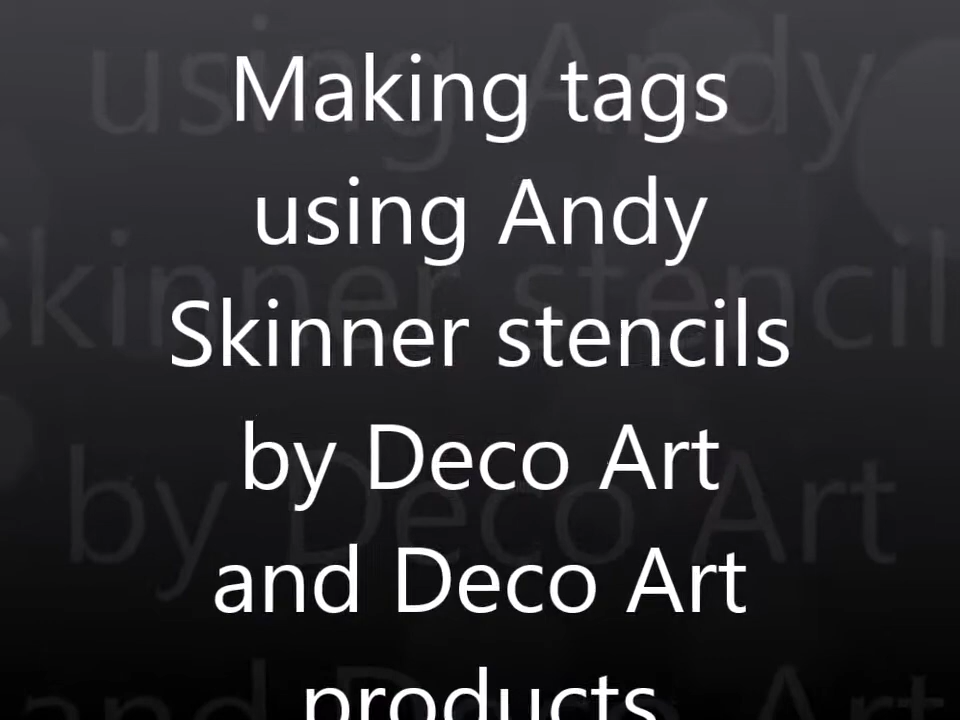 Making tags
using Andy
Skinner stencils
by Deco Art
and Deco Art
products